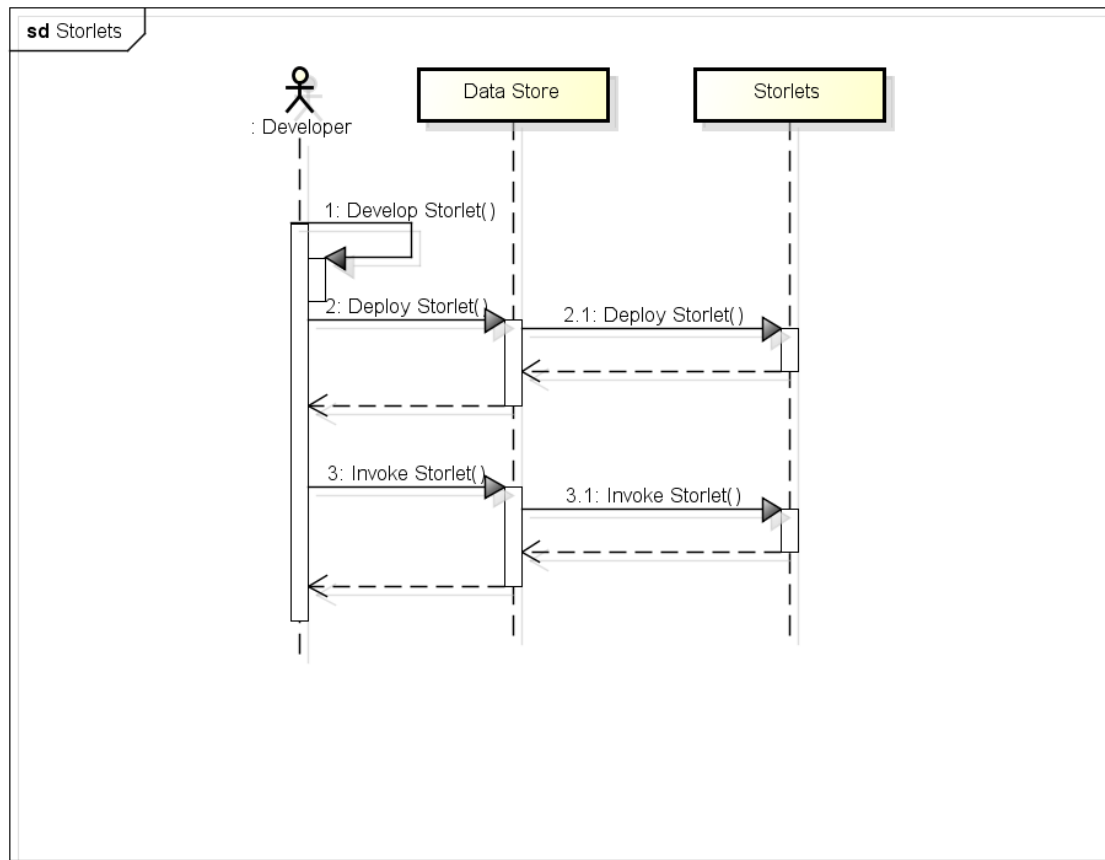 sd Storlets
: Developer
Data Store
Storlets
1: Develop Storlet()
2: Deploy Storlet()
2.1: Deploy Storlet()
3: Invoke Storlet()
3.1: Invoke Storlet()